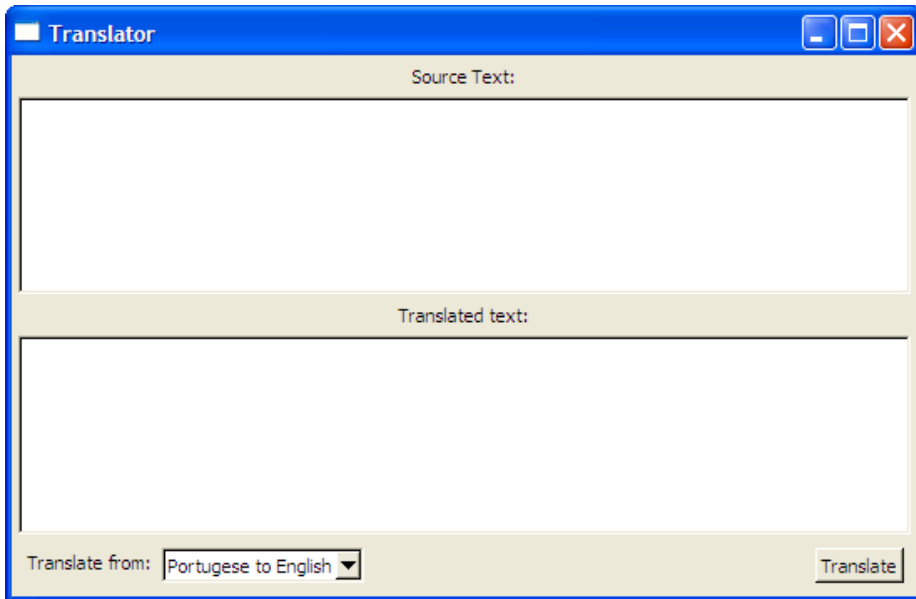 Translator
Source Text:
Translated text:
Translate from: Portugese to English Translate